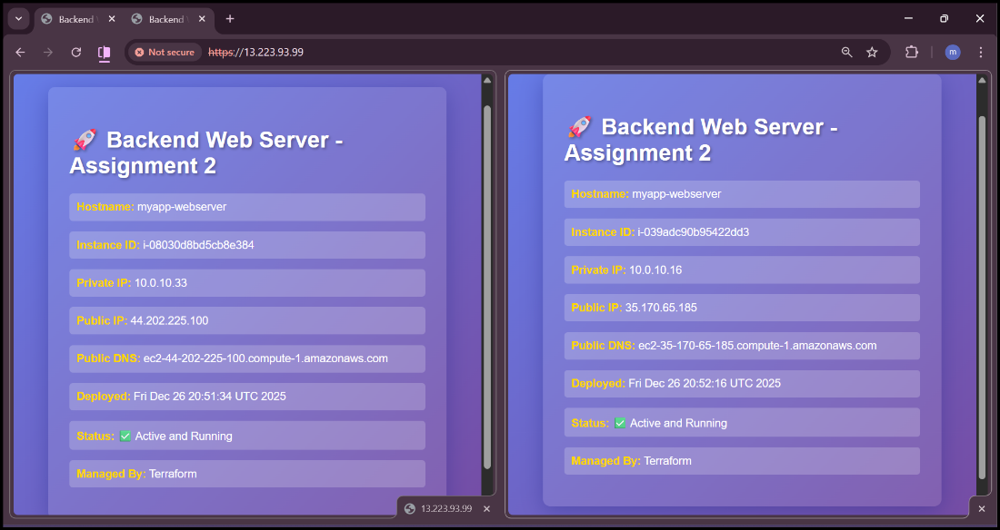 Backend
Backend
Not secure
https://13.223.93.99
m
🚀 Backend Web Server -
Assignment 2
Hostname: myapp-webserver
Instance ID: i-08030d8bd5cb8e384
Private IP: 10.0.10.33
Public IP: 44.202.225.100
Public DNS: ec2-44-202-225-100.compute-1.amazonaws.com
Deployed: Fri Dec 26 20:51:34 UTC 2025
Status: ✅ Active and Running
Managed By: Terraform
13.223.93.99
🚀 Backend Web Server -
Assignment 2
Hostname: myapp-webserver
Instance ID: i-039adc90b95422dd3
Private IP: 10.0.10.16
Public IP: 35.170.65.185
Public DNS: ec2-35-170-65-185.compute-1.amazonaws.com
Deployed: Fri Dec 26 20:52:16 UTC 2025
Status: ✅ Active and Running
Managed By: Terraform